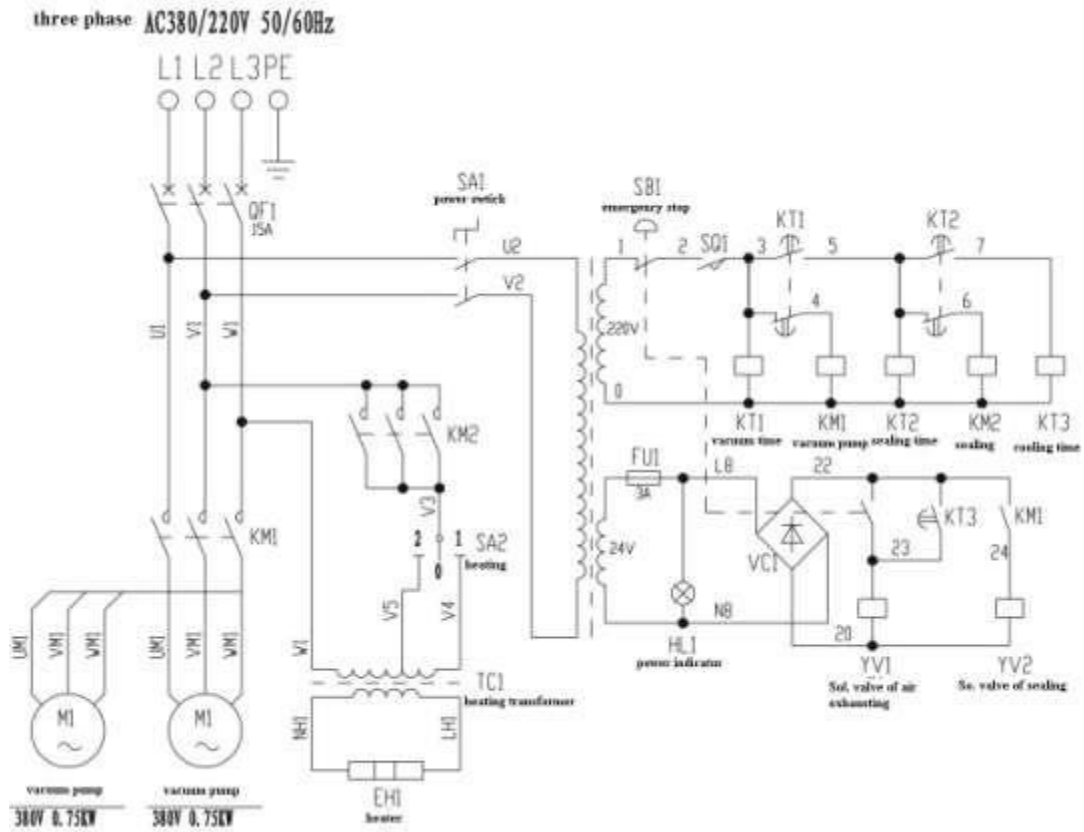 three phase AC380/220V 50/60Hz
L1 L2 L3 PE
QF1
15A
SA1
power swtich
U2
V2
SB1
emergency stop
1
2
SQ1
3
KT1
5
KT2
7
4
6
220V
0
U1
V1
W1
KM2
KT1
vacuum time
KM1
vacuum pump
KT2
sealing time
KM2
sealing
KT3
cooling time
FU1
3A
L8
22
V3
KM1
2
1
0
SA2
heating
24V
VC1
KT3
KM1
23
24
V5
V4
N8
20
HL1
power indicator
YV1
Sol. valve of air
exhausting
YV2
So. valve of sealing
UM1
VM1
WM1
UM1
VM1
WM1
W1
TC1
heating transformer
M1
M1
NH1
LH1
EH1
heater
vacuum pump
380V 0.75KW
vacuum pump
380V 0.75KW